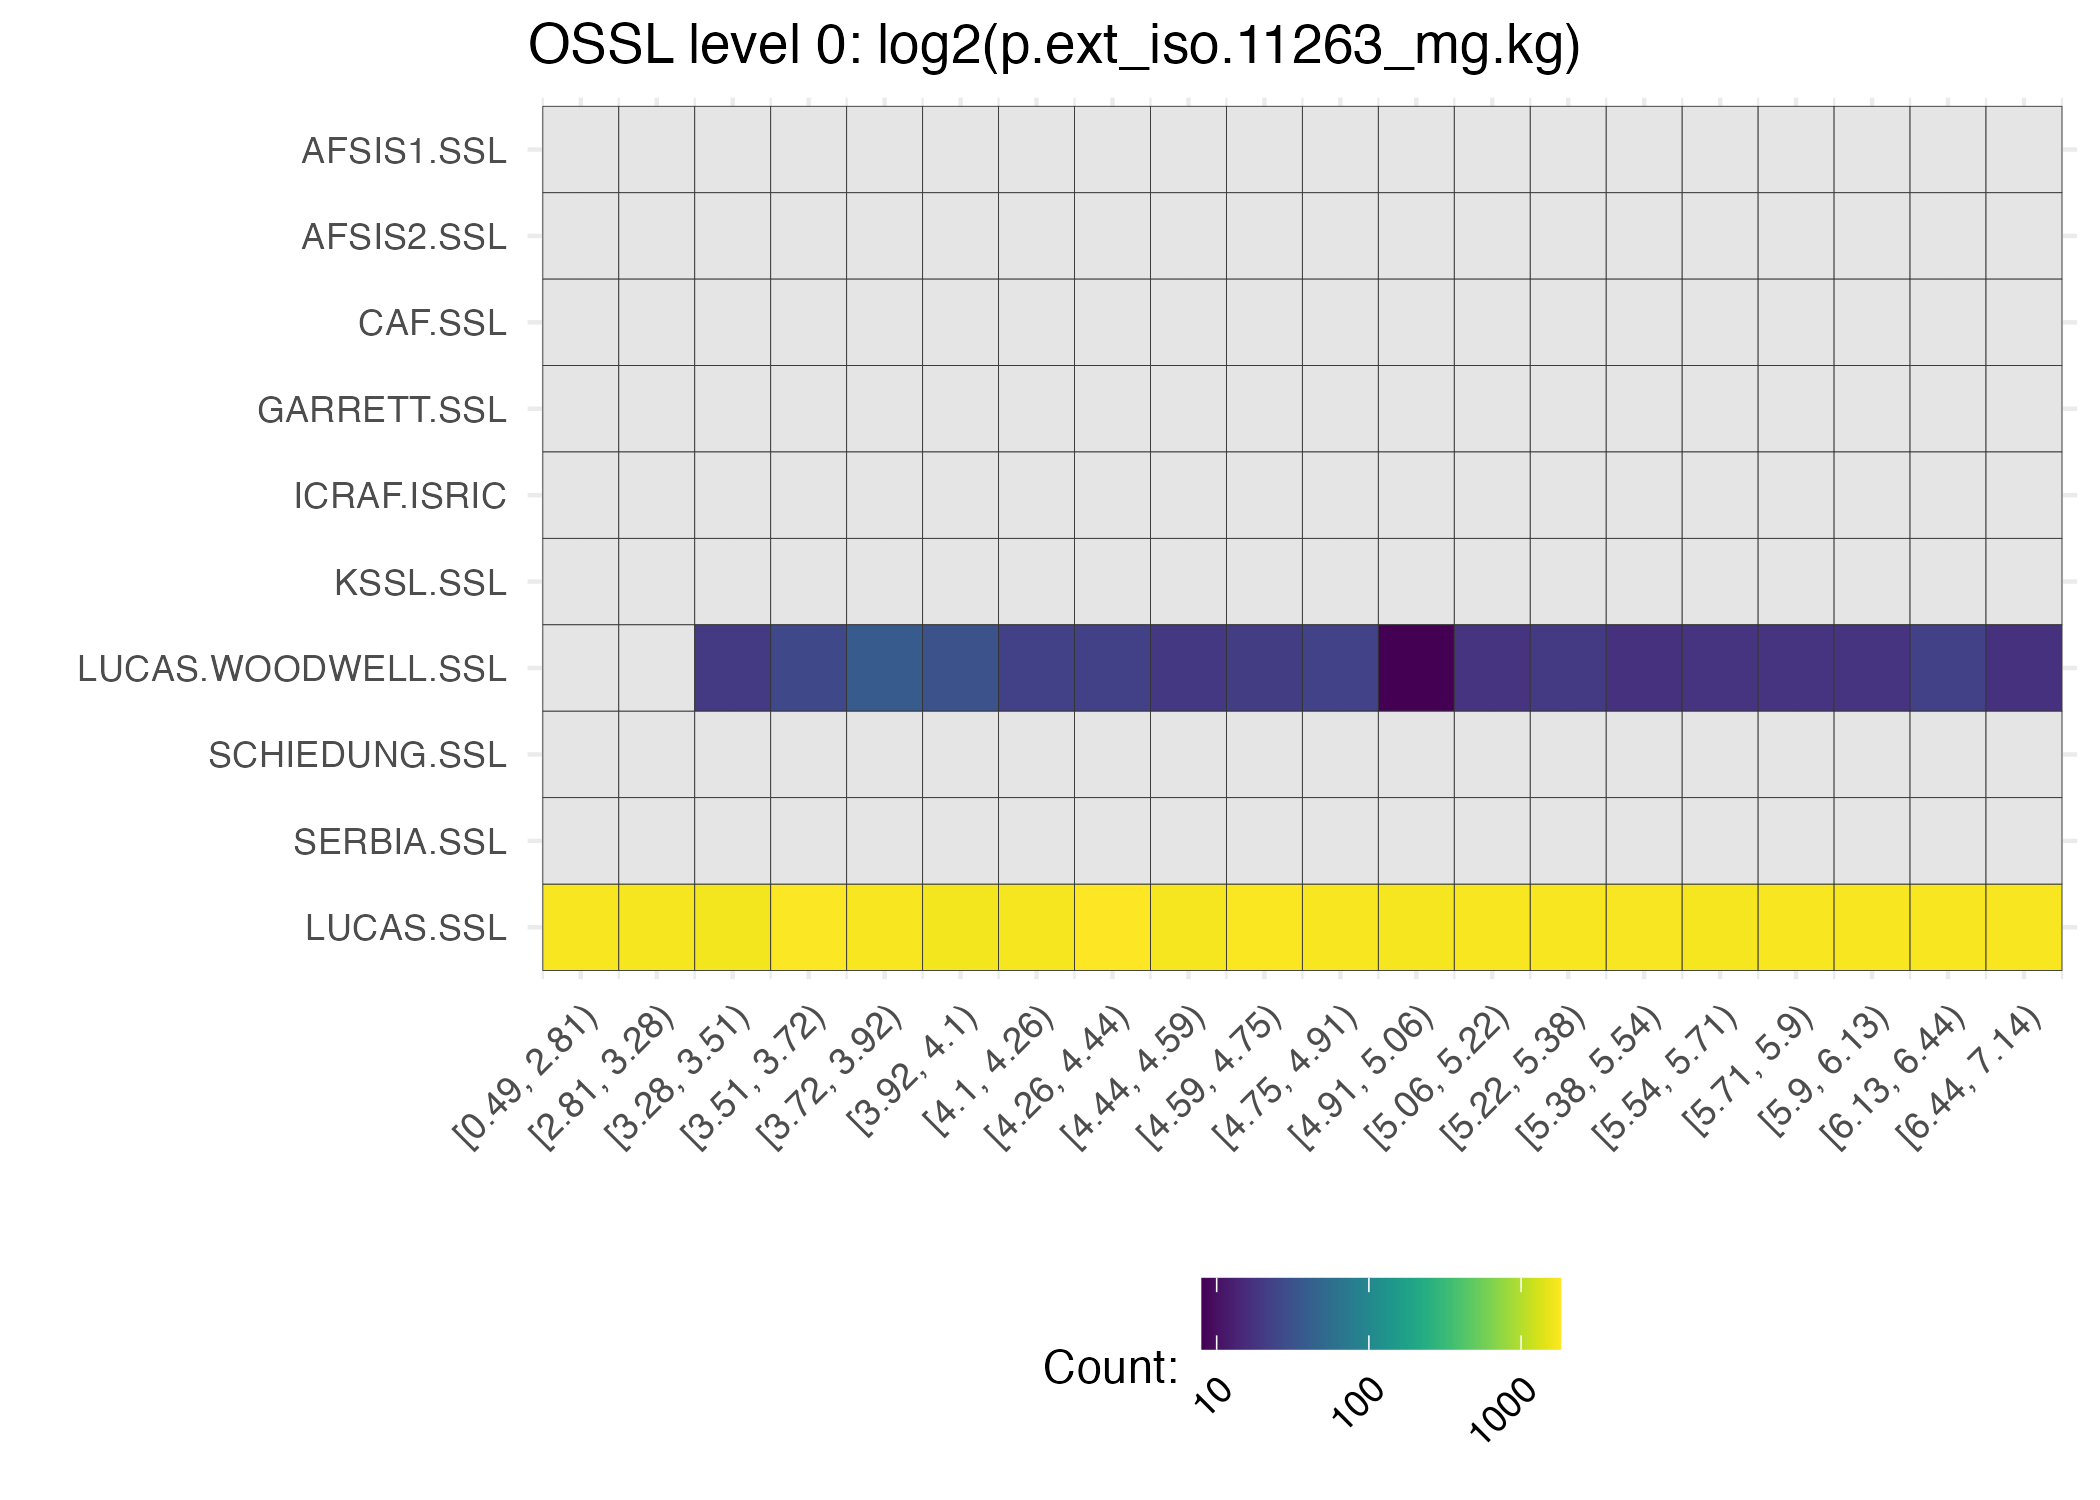 OSSL level 0: log2(p.ext_iso.11263_mg.kg)
AFSIS1.SSL
AFSIS2.SSL
CAF.SSL
GARRETT.SSL
ICRAF.ISRIC
KSSL.SSL
LUCAS.WOODWELL.SSL
SCHIEDUNG.SSL
SERBIA.SSL
LUCAS.SSL
[0.49, 2.81)
[2.81, 3.28)
[3.28, 3.51)
[3.51, 3.72)
[3.72, 3.92)
[3.92, 4.1)
[4.1, 4.26)
[4.26, 4.44)
[4.44, 4.59)
[4.59, 4.75)
[4.75, 4.91)
[4.91, 5.06)
[5.06, 5.22)
[5.22, 5.38)
[5.38, 5.54)
[5.54, 5.71)
[5.71, 5.9)
[5.9, 6.13)
[6.13, 6.44)
[6.44, 7.14)
Count:
10
100
1000